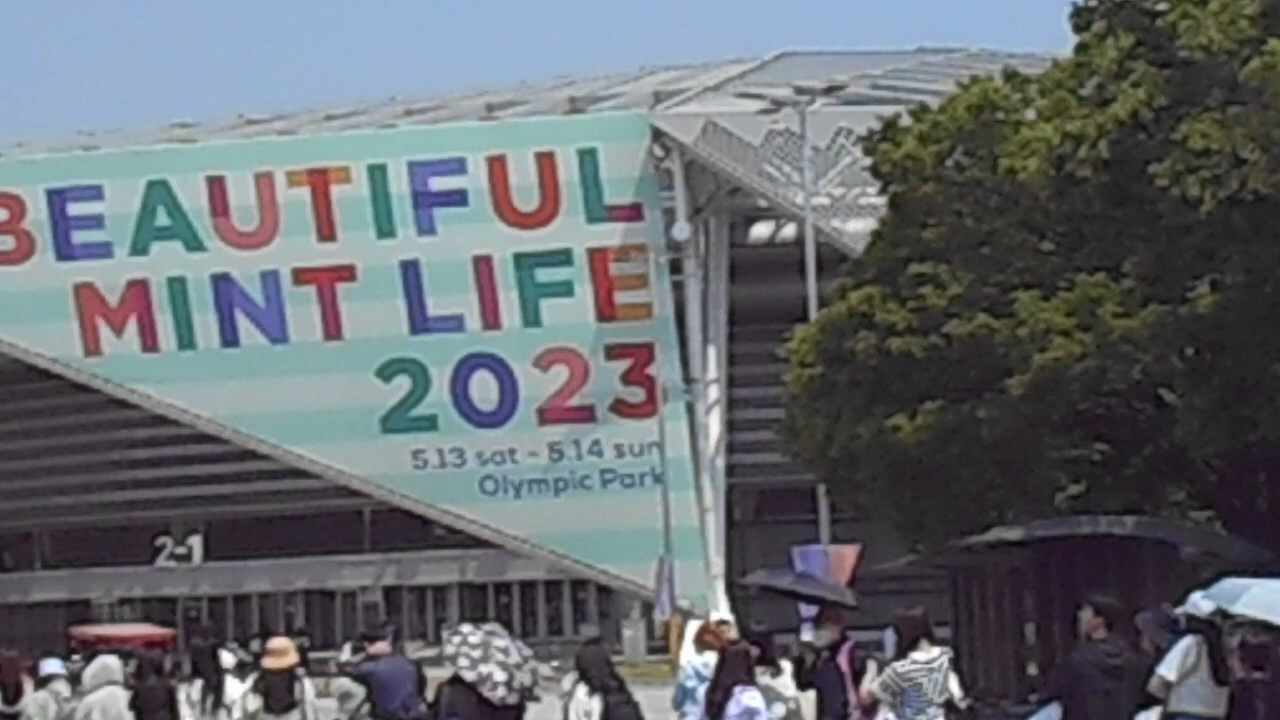 BEAUTIFUL
MINT LIFE
2023
5.13 sat - 5.14 sun
Olympic Park
2-1